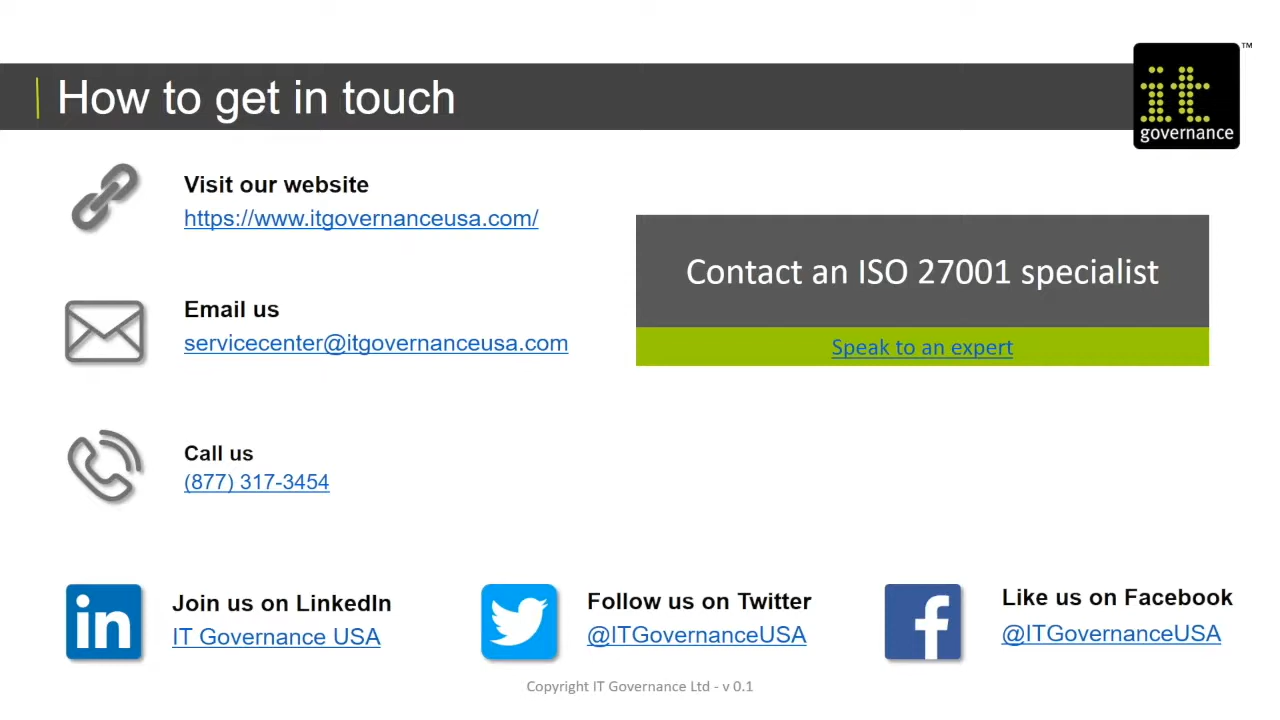 How to get in touch
it
governance
™
Visit our website
https://www.itgovernanceusa.com/
Email us
servicecenter@itgovernanceusa.com
Call us
(877) 317-3454
Contact an ISO 27001 specialist
Speak to an expert
in
Join us on LinkedIn
IT Governance USA
Follow us on Twitter
@ITGovernanceUSA
f
Like us on Facebook
@ITGovernanceUSA
Copyright IT Governance Ltd - v 0.1